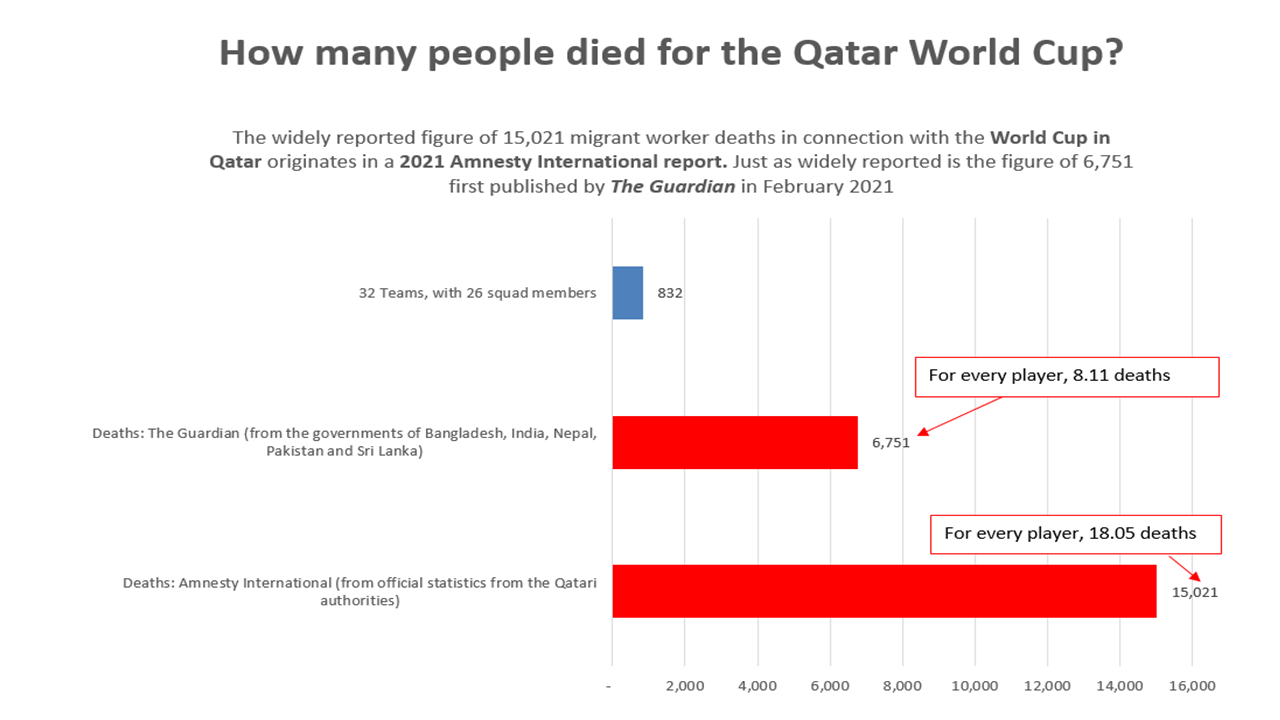 How many people died for the Qatar World Cup?
The widely reported figure of 15,021 migrant worker deaths in connection with the World Cup in
Qatar originates in a 2021 Amnesty International report. Just as widely reported is the figure of 6,751
first published by The Guardian in February 2021
32 Teams, with 26 squad members
832
For every player, 8.11 deaths
Deaths: The Guardian (from the governments of Bangladesh, India, Nepal,
Pakistan and Sri Lanka)
6,751
For every player, 18.05 deaths
Deaths: Amnesty International (from official statistics from the Qatari
authorities)
15,021
- 2,000 4,000 6,000 8,000 10,000 12,000 14,000 16,000